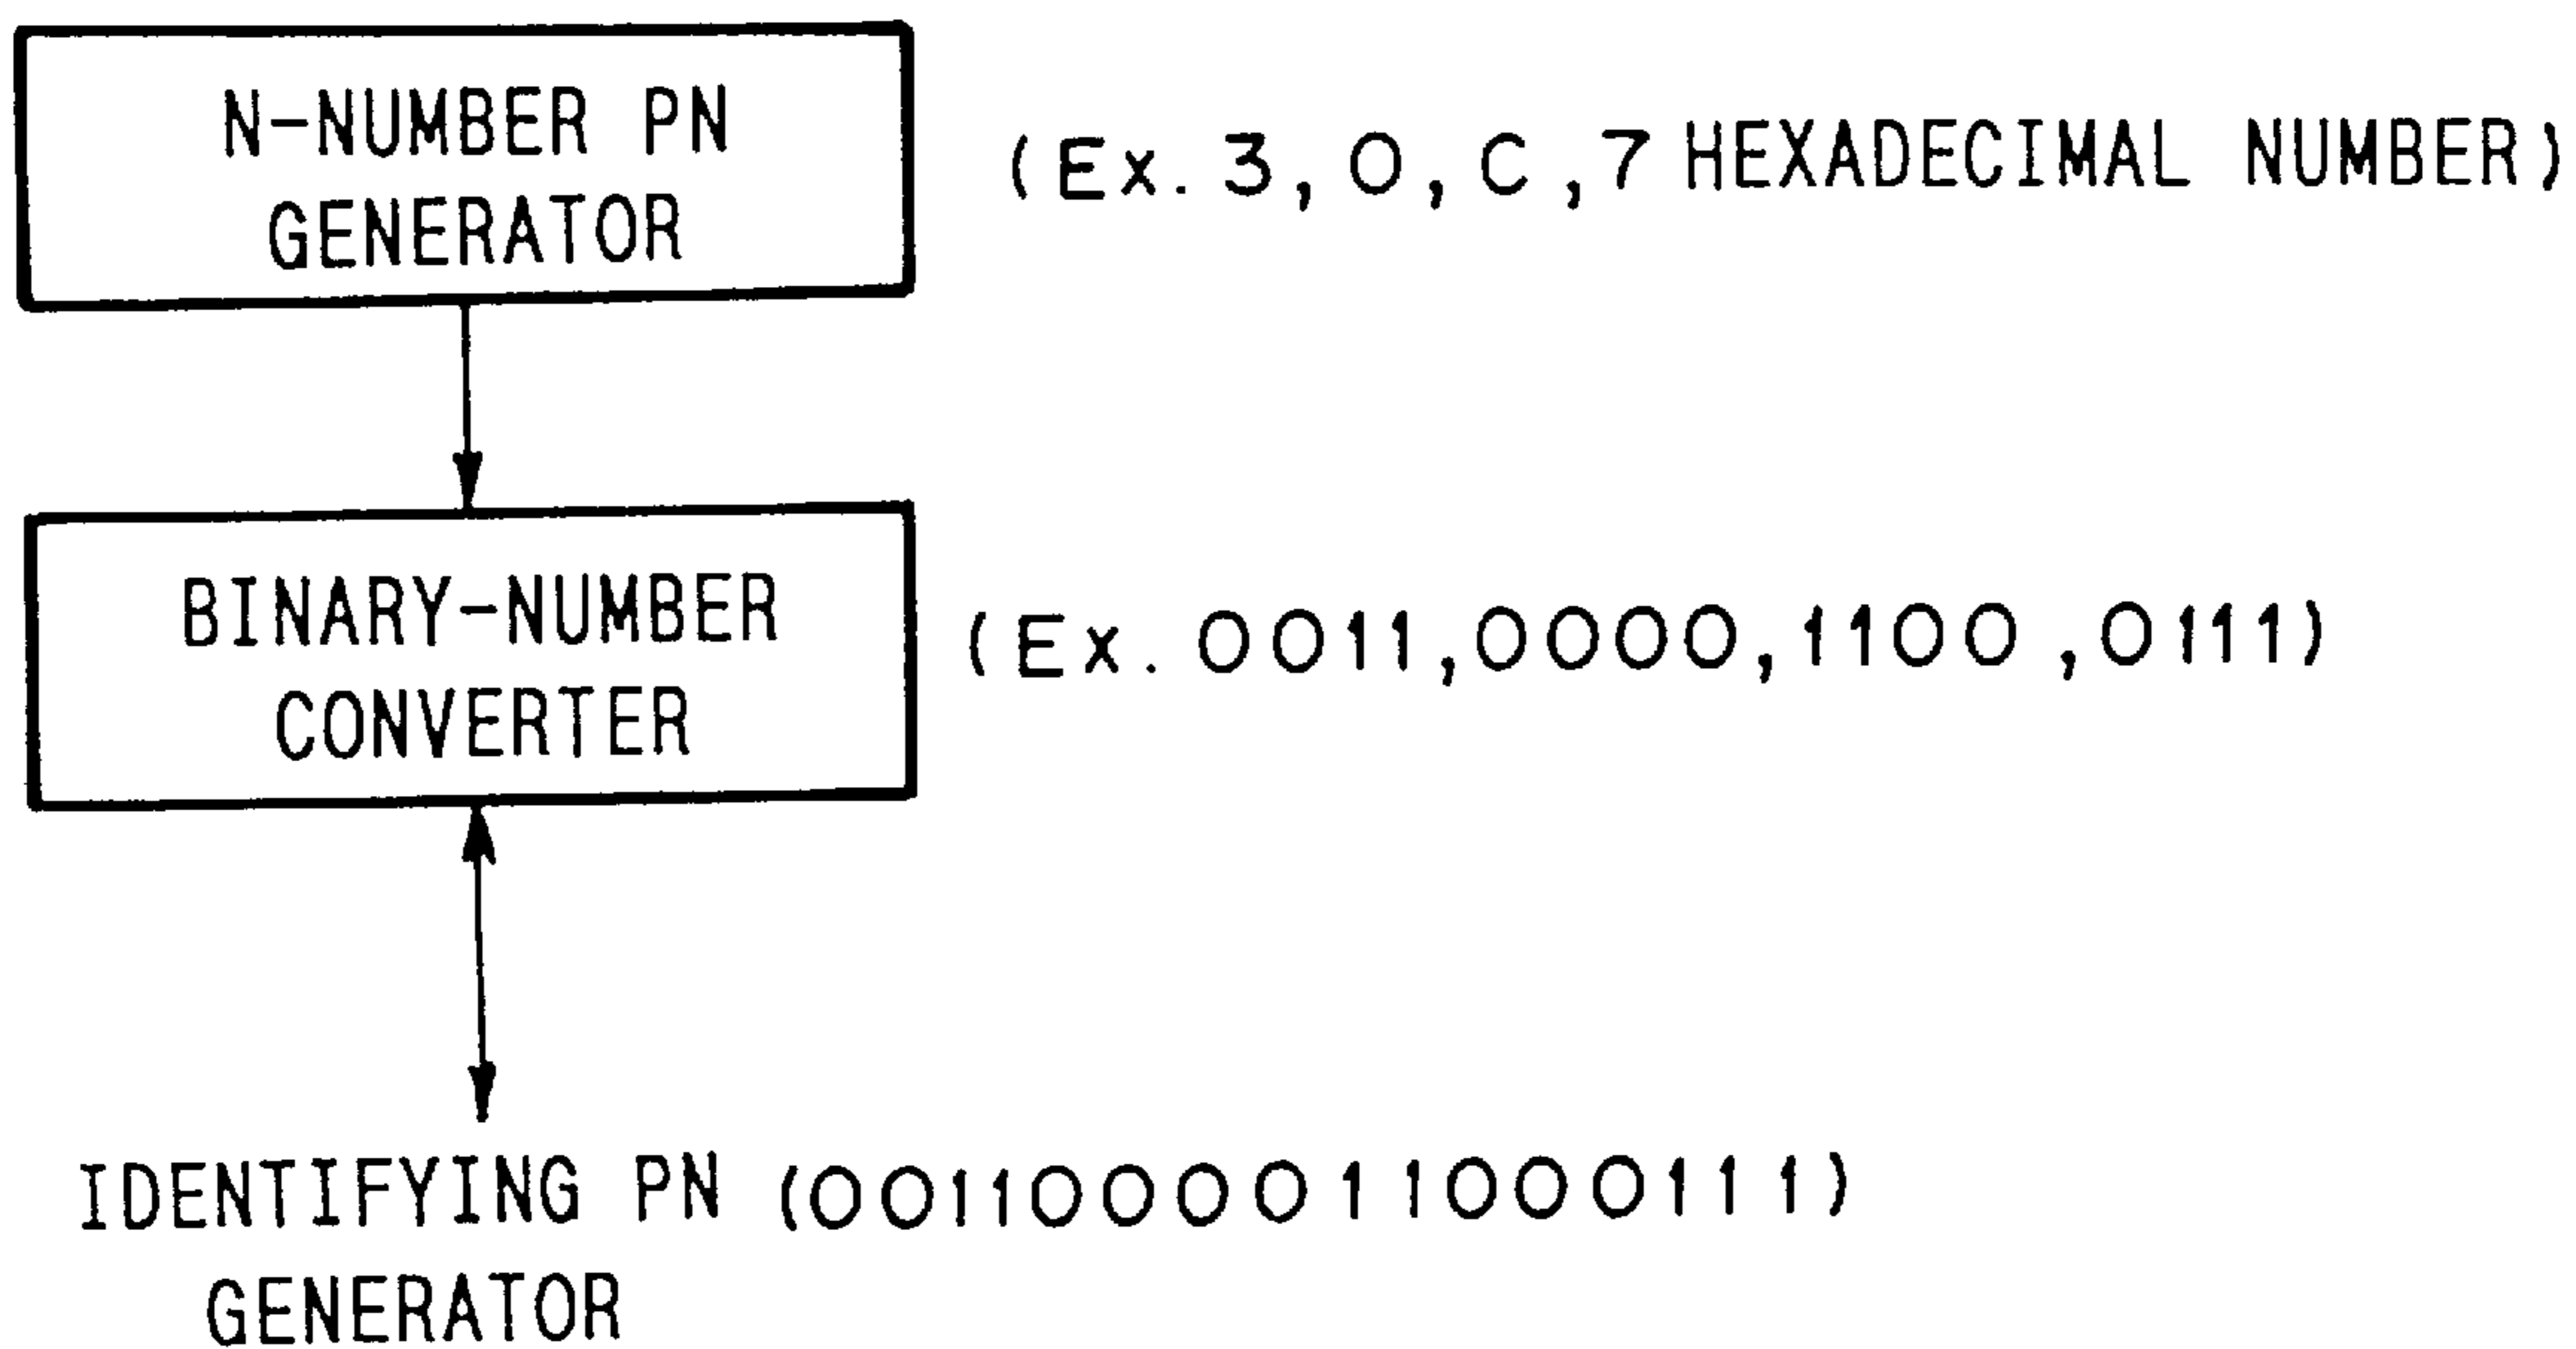 N-NUMBER PN
GENERATOR
(Ex. 3, 0, C, 7 HEXADECIMAL NUMBER)
BINARY-NUMBER
CONVERTER
(Ex. 0011,0000,1100,0111)
IDENTIFYING PN (0011000011000111)
GENERATOR